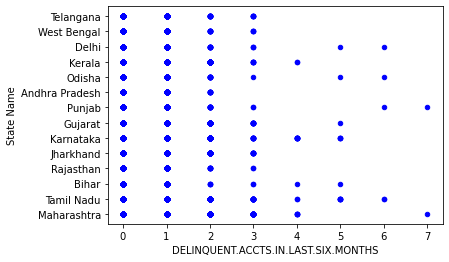 Telangana
West Bengal
Delhi
Kerala
Odisha
Andhra Pradesh
Punjab
Gujarat
Karnataka
Jharkhand
Rajasthan
Bihar
Tamil Nadu
Maharashtra
State Name
0 1 2 3 4 5 6 7
DELINQUENT.ACCTS.IN.LAST.SIX.MONTHS